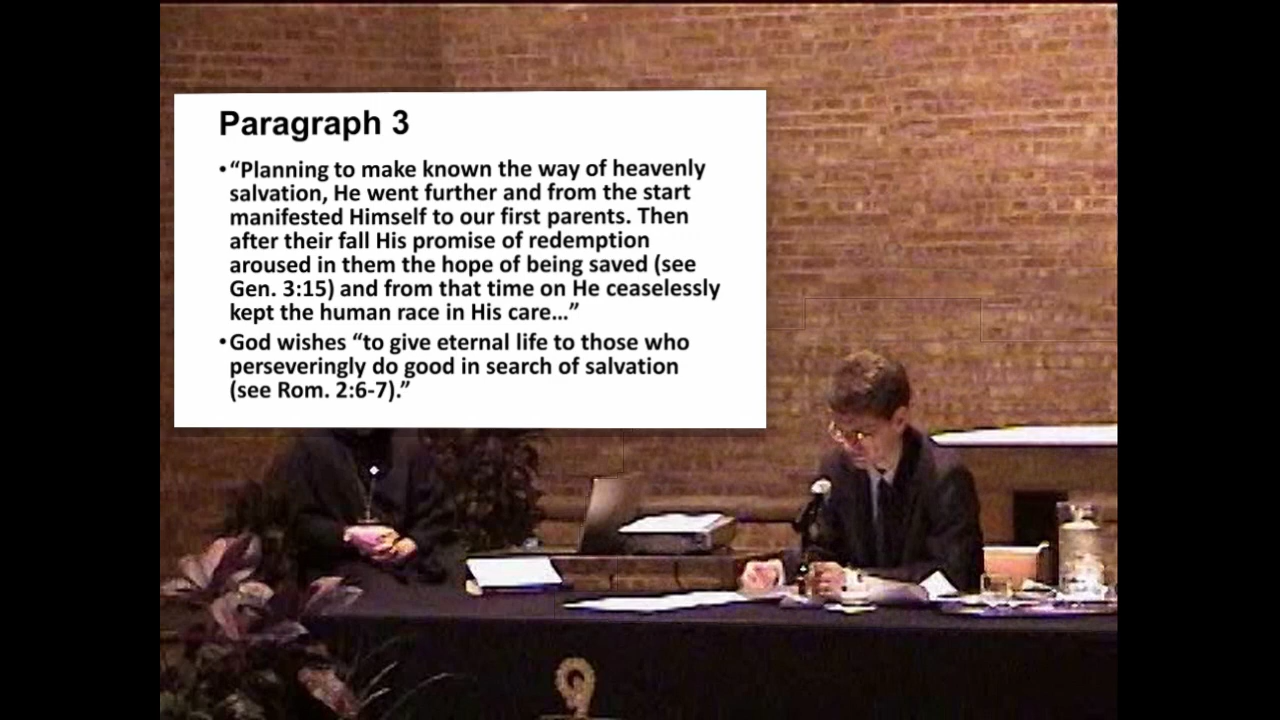 Paragraph 3
•“Planning to make known the way of heavenly
salvation, He went further and from the start
manifested Himself to our first parents. Then
after their fall His promise of redemption
aroused in them the hope of being saved (see
Gen. 3:15) and from that time on He ceaselessly
kept the human race in His care…”
•God wishes “to give eternal life to those who
perseveringly do good in search of salvation
(see Rom. 2:6-7).”